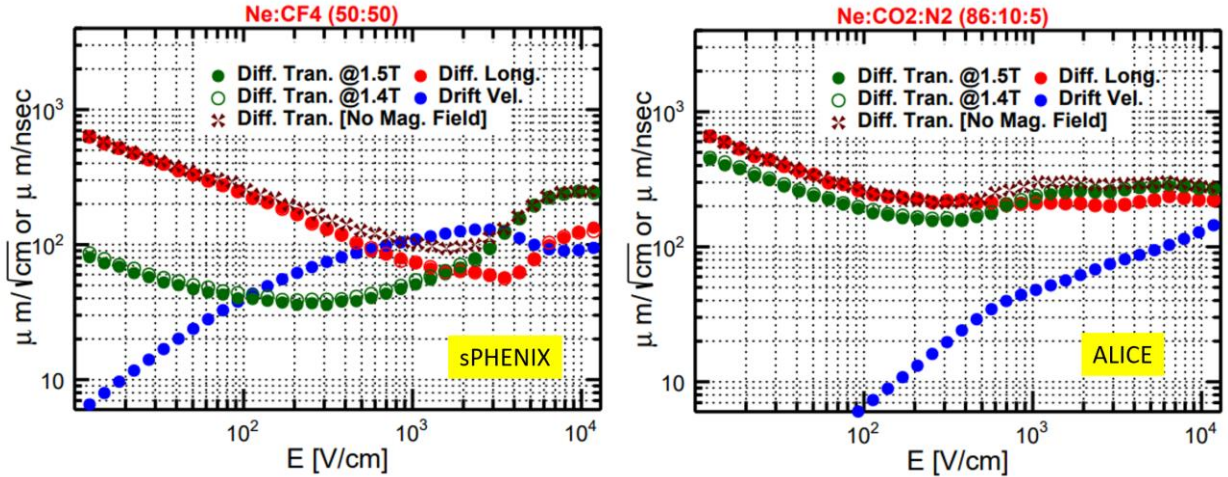 Ne:CF4 (50:50)
Diff. Tran. @1.5T
Diff. Long.
Diff. Tran. @1.4T
Drift Vel.
Diff. Tran. [No Mag. Field]
10³
10²
10
μ m/√cm or μ m/nsec
sPHENIX
10²
10³
10⁴
E [V/cm]
Ne:CO2:N2 (86:10:5)
Diff. Tran. @1.5T
Diff. Long.
Diff. Tran. @1.4T
Drift Vel.
Diff. Tran. [No Mag. Field]
10³
10²
10
μ m/√cm or μ m/nsec
ALICE
10²
10³
10⁴
E [V/cm]